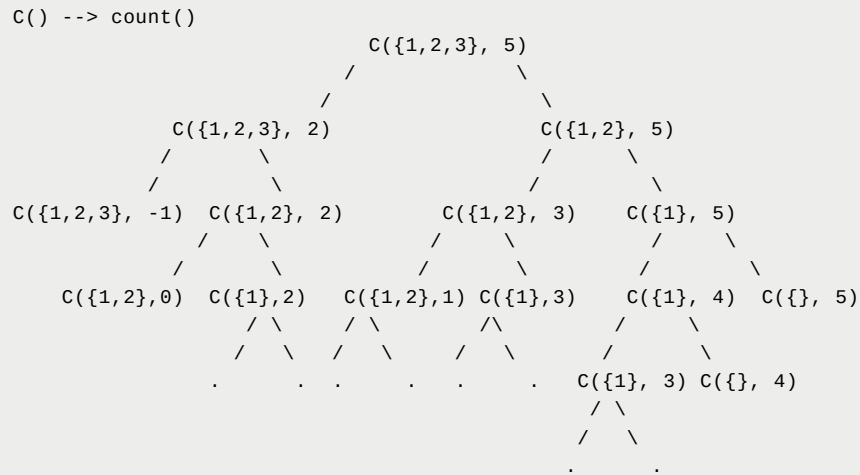 C() --> count()
                             C({1,2,3}, 5)
                           /             \
                         /                 \
             C({1,2,3}, 2)                 C({1,2}, 5)
            /       \                      /      \
           /         \                    /         \
C({1,2,3}, -1)  C({1,2}, 2)        C({1,2}, 3)    C({1}, 5)
               /    \             /     \           /     \
             /       \           /       \         /         \
    C({1,2},0)  C({1},2)   C({1,2},1) C({1},3)    C({1}, 4)  C({}, 5)
                   / \     / \       /\         /     \
                  /   \   /   \     /   \      /        \
                .      . .     .   .     .   C({1}, 3) C({}, 4)
                                               / \
                                              /   \
                                             .      .